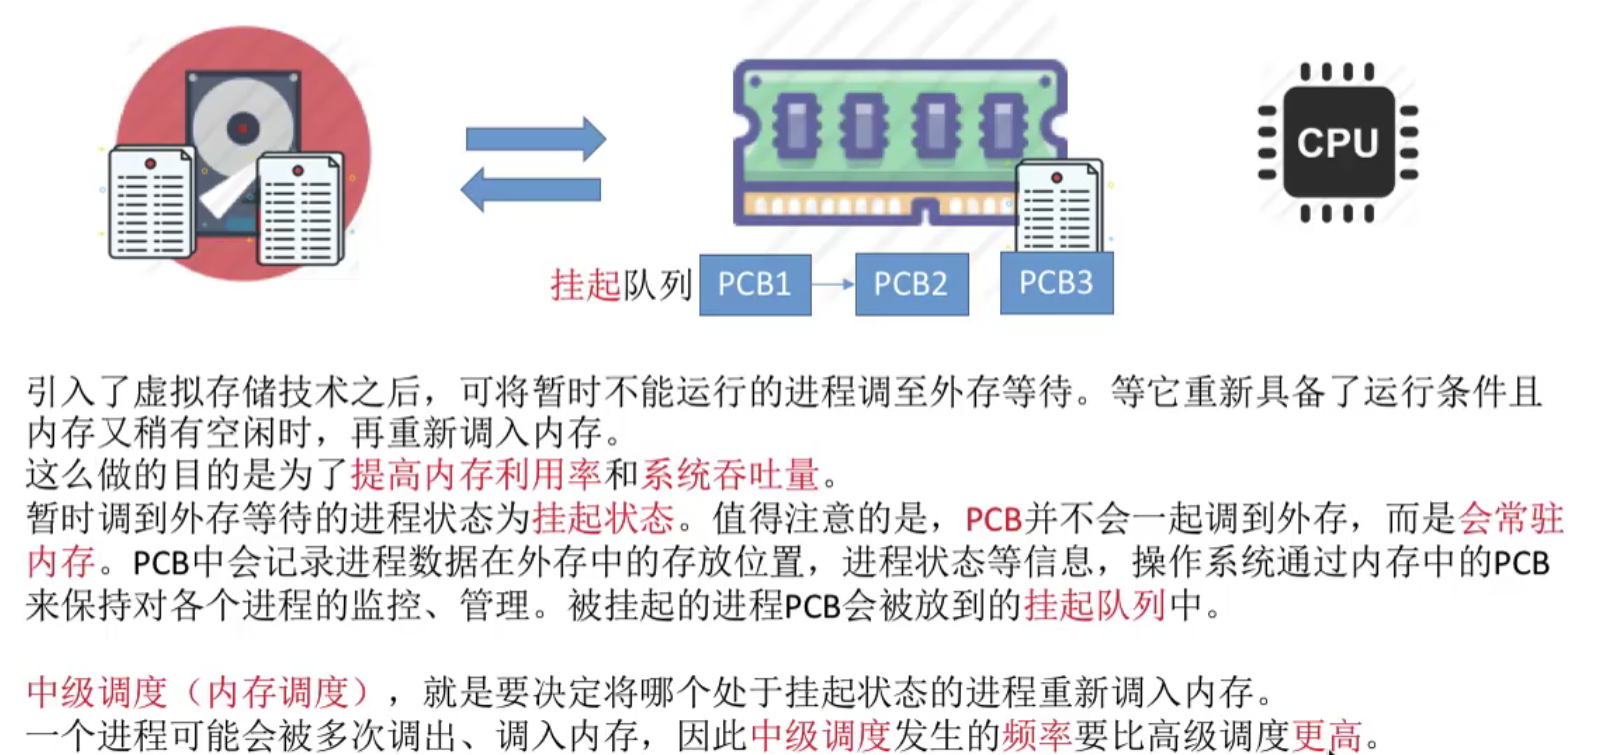 CPU
挂起队列 PCB1 PCB2 PCB3
引入了虚拟存储技术之后，可将暂时不能运行的进程调至外存等待。等它重新具备了运行条件且
内存又稍有空闲时，再重新调入内存。
这么做的目的是为了提高内存利用率和系统吞吐量。
暂时调到外存等待的进程状态为挂起状态。值得注意的是，PCB并不会一起调到外存，而是会常驻
内存。PCB中会记录进程数据在外存中的存放位置，进程状态等信息，操作系统通过内存中的PCB
来保持对各个进程的监控、管理。被挂起的进程PCB会被放到的挂起队列中。
中级调度（内存调度），就是要决定将哪个处于挂起状态的进程重新调入内存。
一个进程可能会被多次调出、调入内存，因此中级调度发生的频率要比高级调度更高。